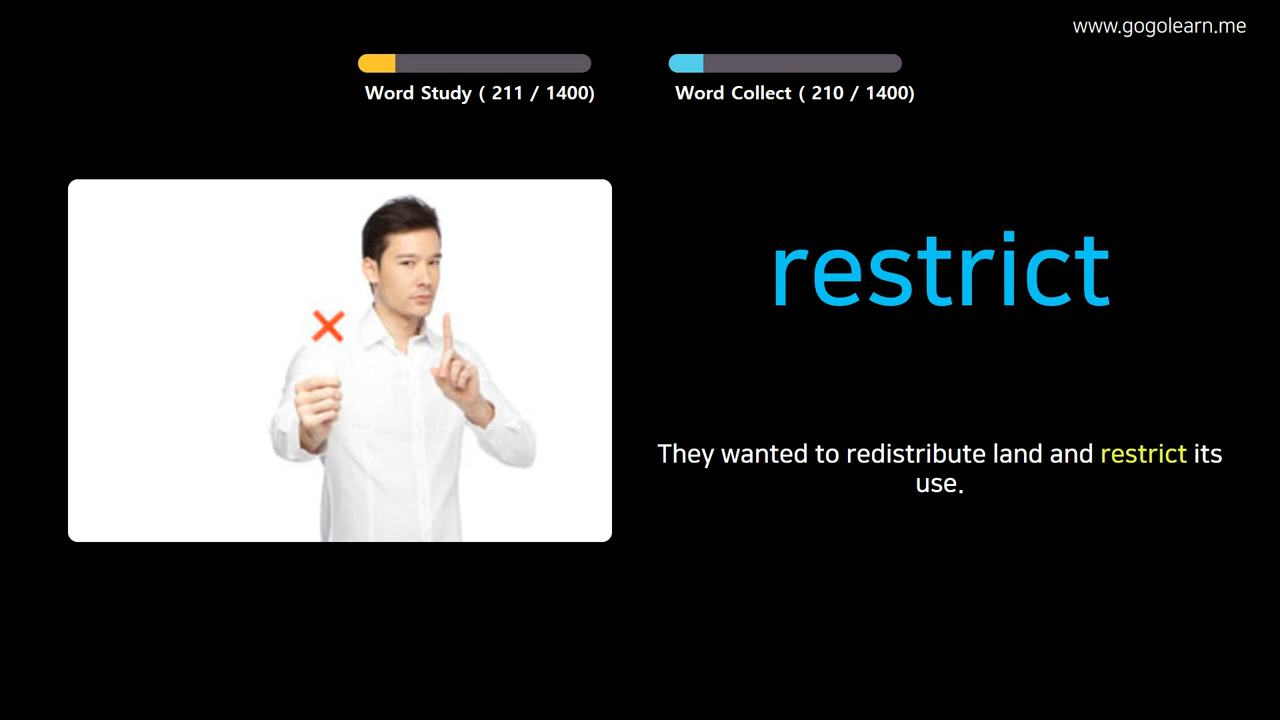 www.gogolearn.me
Word Study ( 211 / 1400)
Word Collect ( 210 / 1400)
restrict
They wanted to redistribute land and restrict its
use.